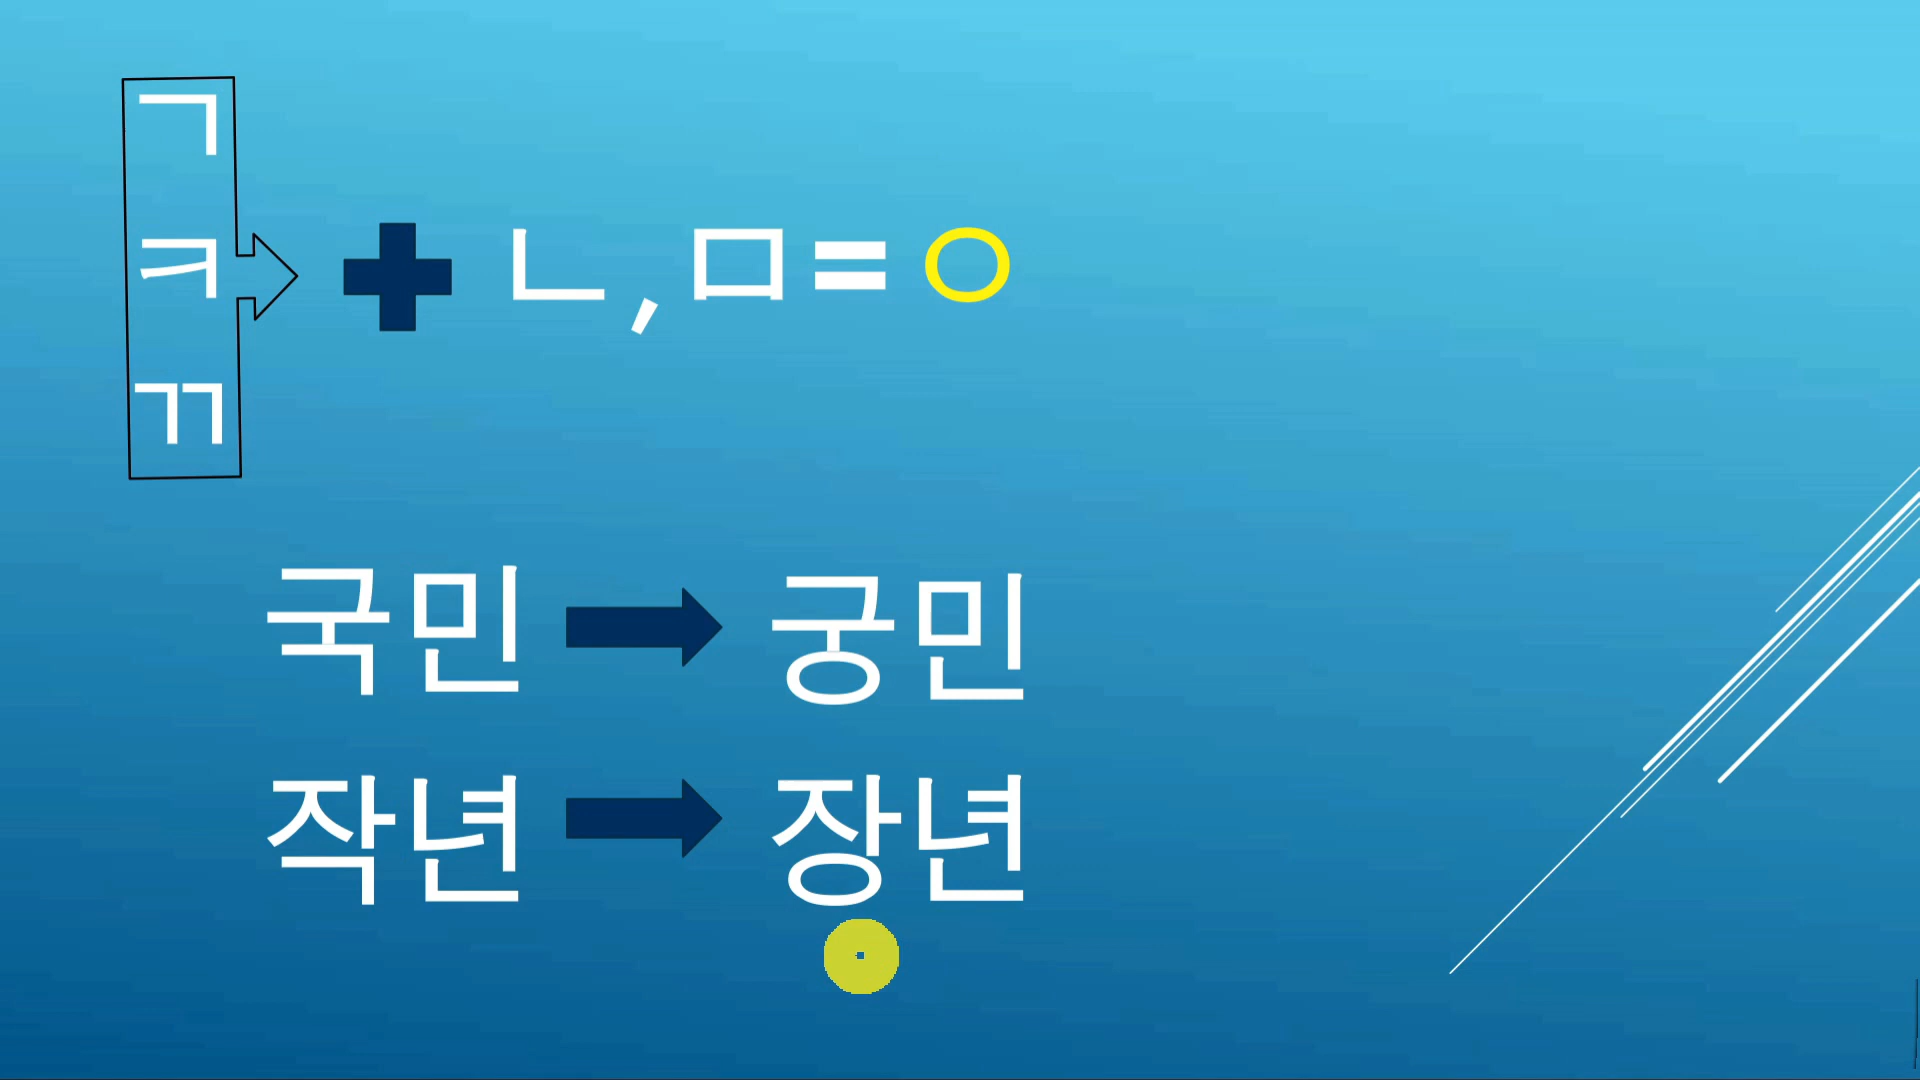 ㄱ
ㅋ
ㄲ
ㄴ,ㅁ=ㅇ
국민 궁민
작년 장년